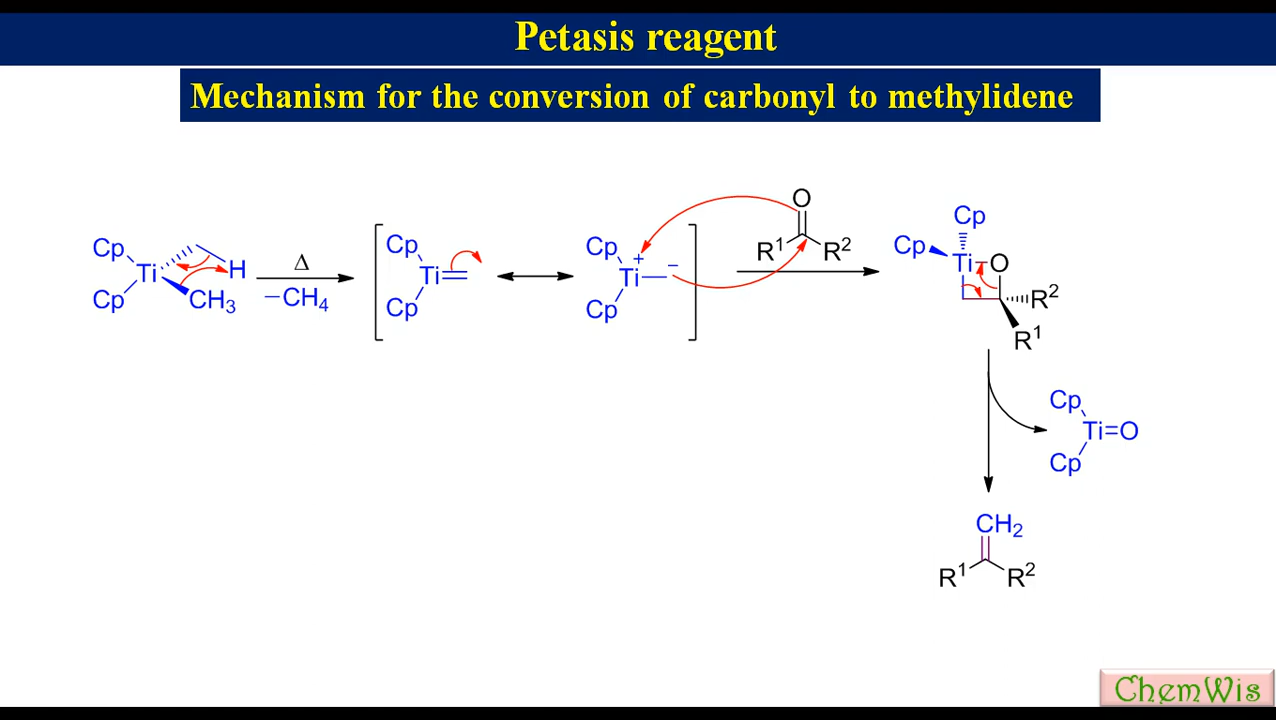 Petasis reagent
Mechanism for the conversion of carbonyl to methylidene
Cp
Ti
Cp
H
CH₃
Δ
−CH₄
Cp
Ti
Cp
Cp
+
Ti
−
Cp
O
R¹
R²
Cp
Cp
Ti
O
R²
R¹
Cp
Ti=O
Cp
CH₂
R¹
R²
ChemWis